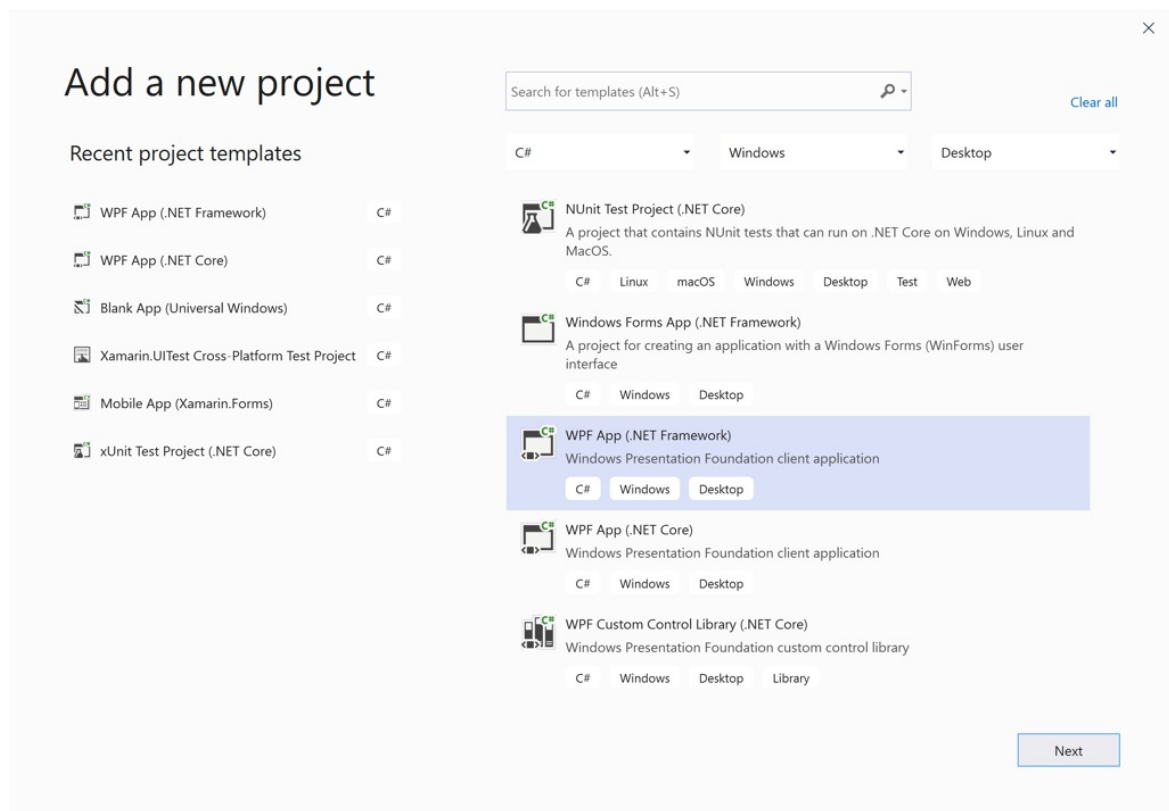 Add a new project
Recent project templates
WPF App (.NET Framework) C#
WPF App (.NET Core) C#
Blank App (Universal Windows) C#
Xamarin.UITest Cross-Platform Test Project C#
Mobile App (Xamarin.Forms) C#
xUnit Test Project (.NET Core) C#
Search for templates (Alt+S)
Clear all
C# Windows Desktop
NUnit Test Project (.NET Core)
A project that contains NUnit tests that can run on .NET Core on Windows, Linux and
MacOS.
C# Linux macOS Windows Desktop Test Web
Windows Forms App (.NET Framework)
A project for creating an application with a Windows Forms (WinForms) user
interface
C# Windows Desktop
WPF App (.NET Framework)
Windows Presentation Foundation client application
C# Windows Desktop
WPF App (.NET Core)
Windows Presentation Foundation client application
C# Windows Desktop
WPF Custom Control Library (.NET Core)
Windows Presentation Foundation custom control library
C# Windows Desktop Library
Next